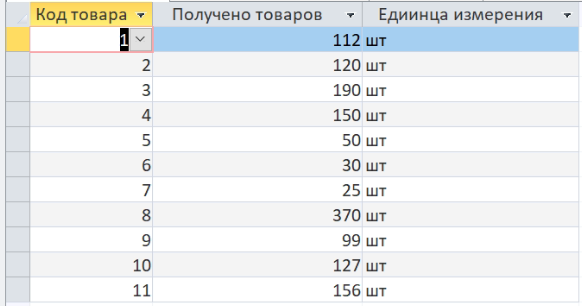 Код товара Получено товаров Едиинца измерения
1 112 шт
2 120 шт
3 190 шт
4 150 шт
5 50 шт
6 30 шт
7 25 шт
8 370 шт
9 99 шт
10 127 шт
11 156 шт